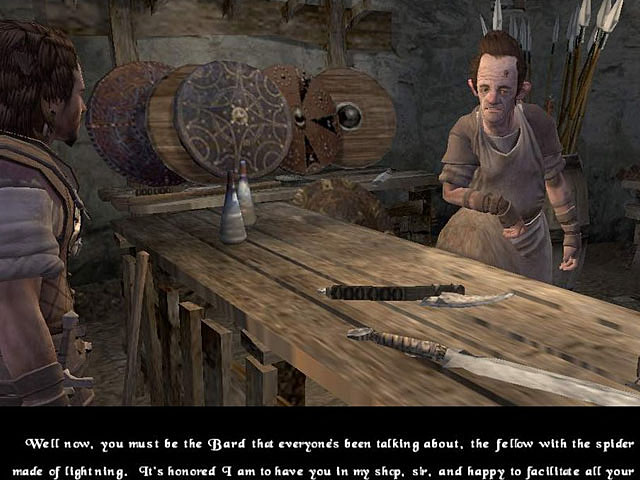 Well now, you must be the Bard that everyone's been talking about, the fellow with the spider
made of lightning. It's honored I am to have you in my shop, sir, and happy to facilitate all your